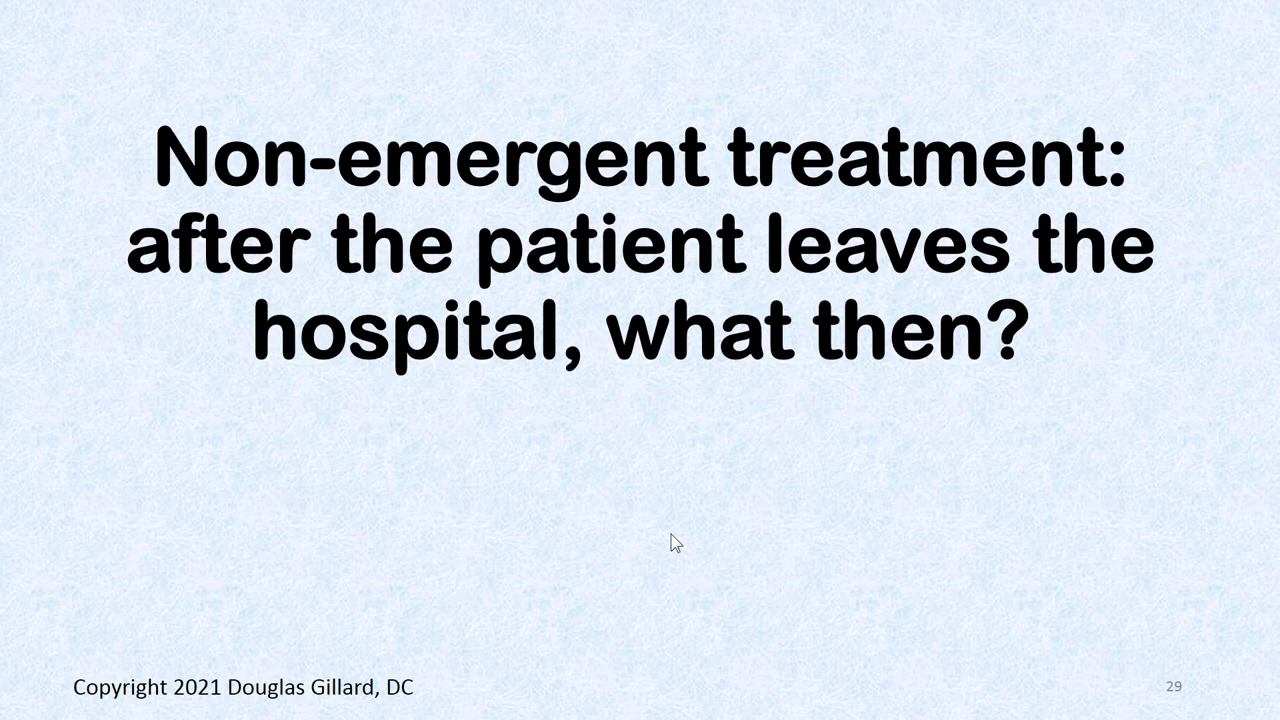 Non-emergent treatment:
after the patient leaves the
hospital, what then?
Copyright 2021 Douglas Gillard, DC
29